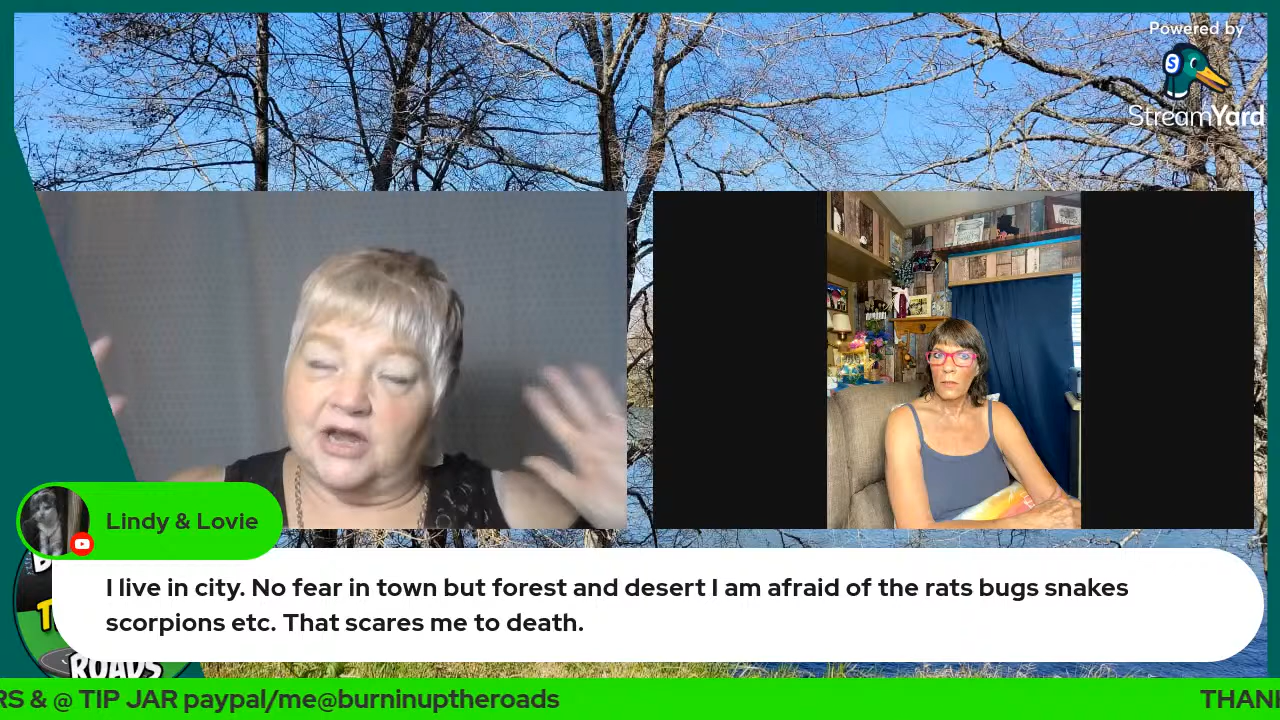 Powered by
StreamYard
Lindy & Lovie
I live in city. No fear in town but forest and desert I am afraid of the rats bugs snakes
scorpions etc. That scares me to death.
ROADS
RS & @ TIP JAR paypal/me@burninuptheroads
THAN